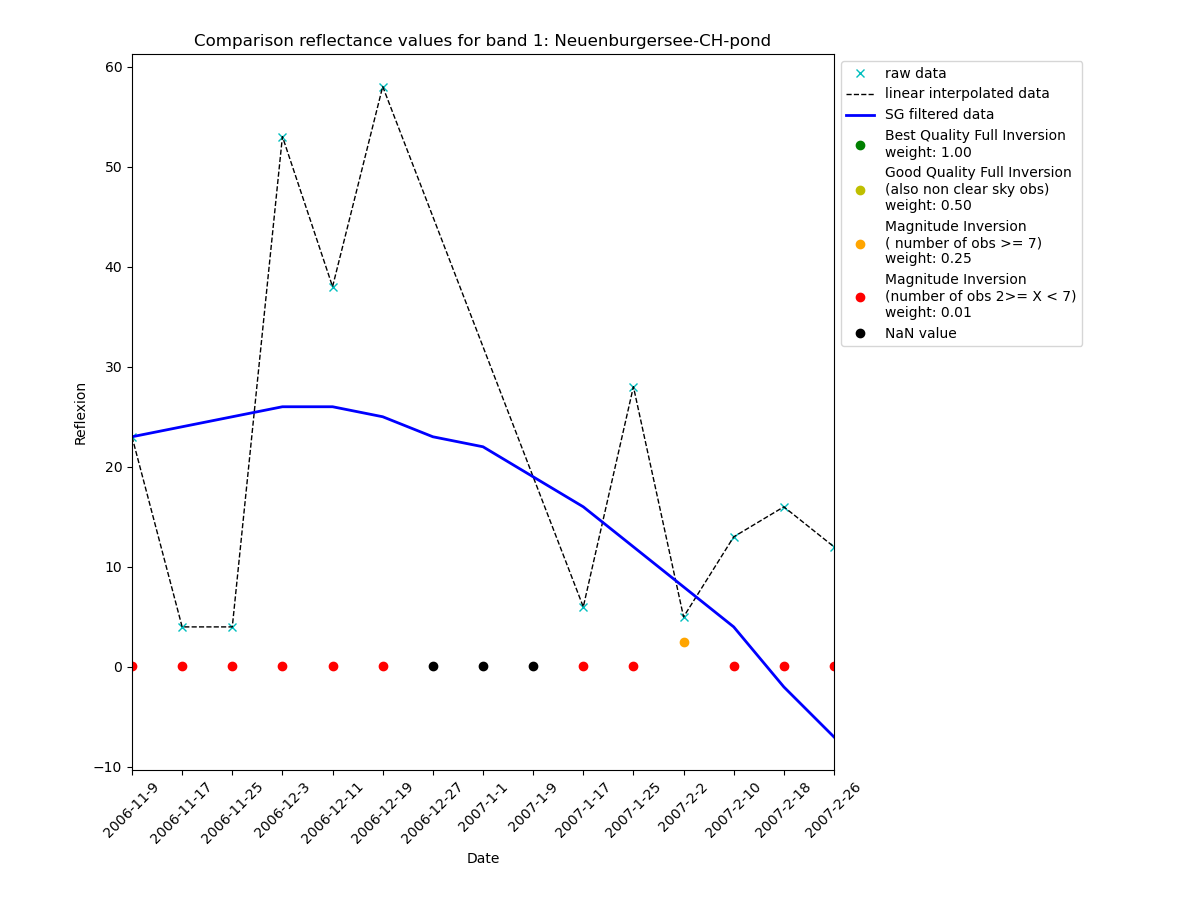 Comparison reflectance values for band 1: Neuenburgersee-CH-pond
60
50
40
30
20
10
0
−10
Reflexion
2006-11-9
2006-11-17
2006-11-25
2006-12-3
2006-12-11
2006-12-19
2006-12-27
2007-1-1
2007-1-9
2007-1-17
2007-1-25
2007-2-2
2007-2-10
2007-2-18
2007-2-26
Date
raw data
linear interpolated data
SG filtered data
Best Quality Full Inversion
weight: 1.00
Good Quality Full Inversion
(also non clear sky obs)
weight: 0.50
Magnitude Inversion
( number of obs >= 7)
weight: 0.25
Magnitude Inversion
(number of obs 2>= X < 7)
weight: 0.01
NaN value